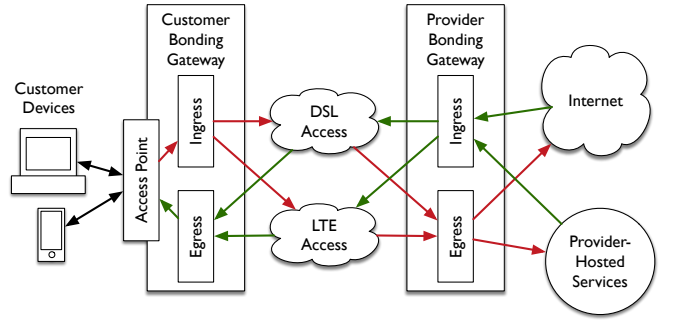 Customer
Bonding
Gateway
Provider
Bonding
Gateway
Customer
Devices
Access Point
Ingress
Egress
DSL
Access
LTE
Access
Ingress
Egress
Internet
Provider-
Hosted
Services